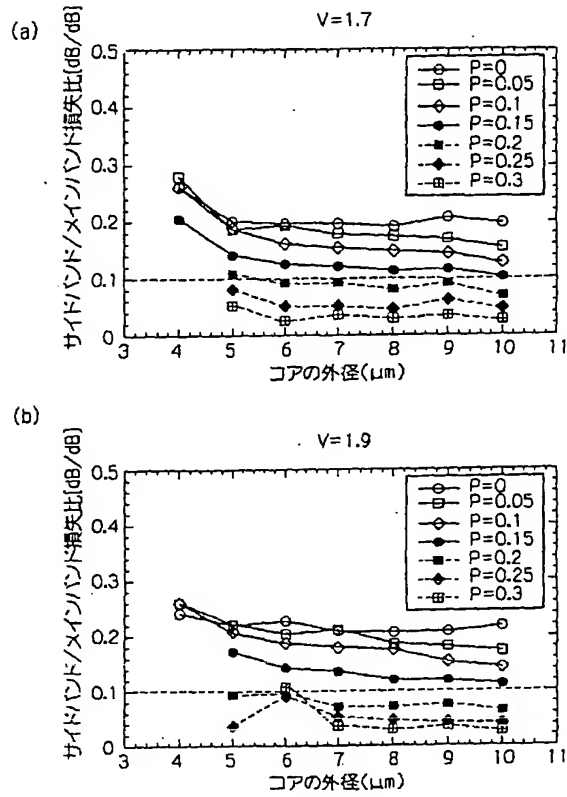 (a)
V=1.7
サイドバンド/メインバンド損失比[dB/dB]
0.5
0.4
0.3
0.2
0.1
0
P=0
P=0.05
P=0.1
P=0.15
P=0.2
P=0.25
P=0.3
3 4 5 6 7 8 9 10 11
コアの外径(μm)
(b)
V=1.9
サイドバンド/メインバンド損失比[dB/dB]
0.5
0.4
0.3
0.2
0.1
0
P=0
P=0.05
P=0.1
P=0.15
P=0.2
P=0.25
P=0.3
3 4 5 6 7 8 9 10 11
コアの外径(μm)